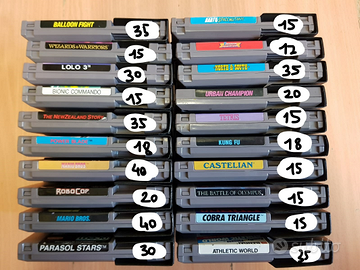 BALLOON FIGHT 35
WIZARDS & WARRIORS 15
LOLO 3 30
BIONIC COMMANDO 15
THE NEWZEALAND STORY 35
18
40
ROBOCOP 20
MARIO BROS. 40
PARASOL STARS 30
15
12
35
URBAN CHAMPION 20
15
KUNG FU 18
CASTELIAN 15
THE BATTLE OF OLYMPUS 15
COBRA TRIANGLE 15
ATHLETIC WORLD 25
subito